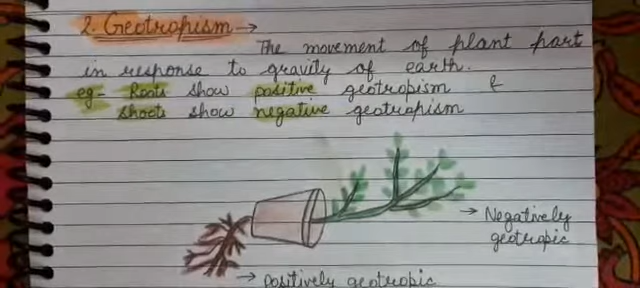 2. Geotropism →
The movement of plant part
in response to gravity of earth.
eg- Roots show positive geotropism &
shoots show negative geotropism
→ Negatively
geotropic
→ Positively geotropic